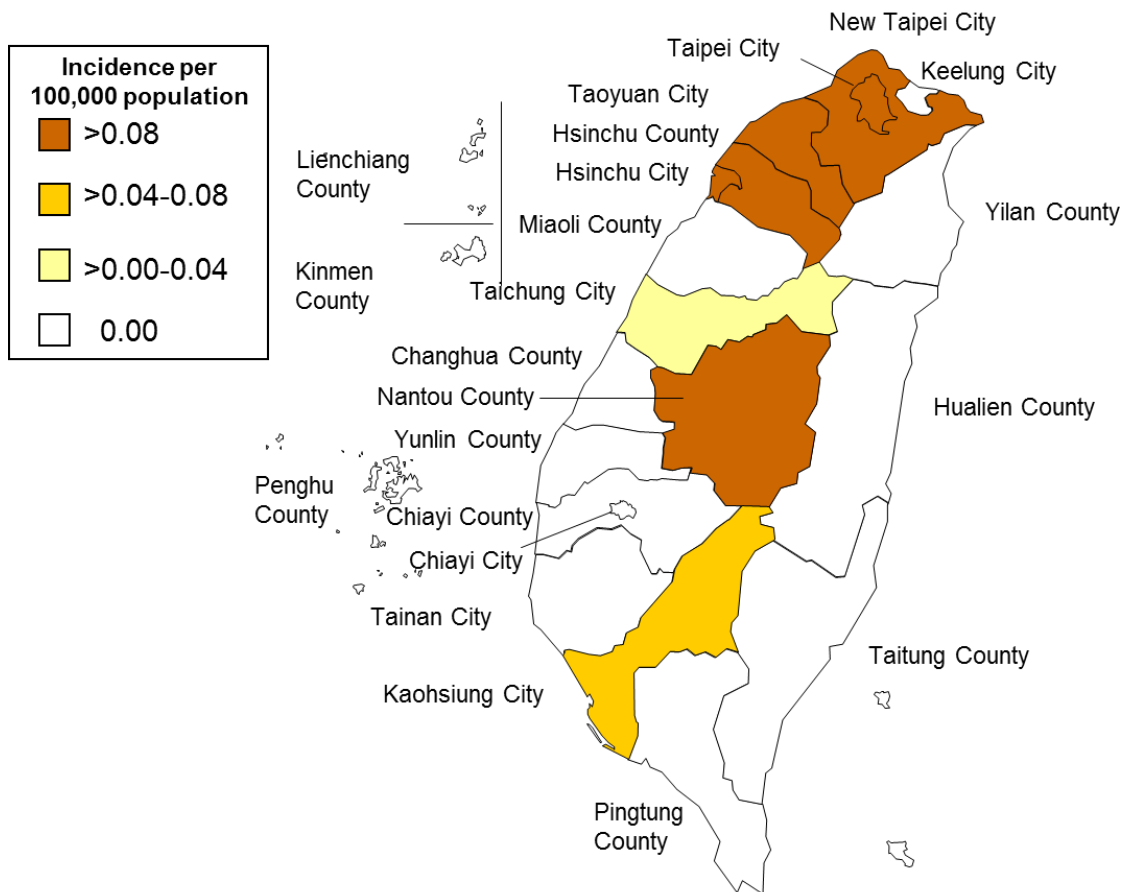 Incidence per
100,000 population
>0.08
>0.04-0.08
>0.00-0.04
0.00
New Taipei City
Taipei City
Keelung City
Taoyuan City
Hsinchu County
Hsinchu City
Lienchiang
County
Miaoli County
Yilan County
Kinmen
County
Taichung City
Changhua County
Nantou County
Hualien County
Yunlin County
Penghu
County
Chiayi County
Chiayi City
Tainan City
Taitung County
Kaohsiung City
Pingtung
County